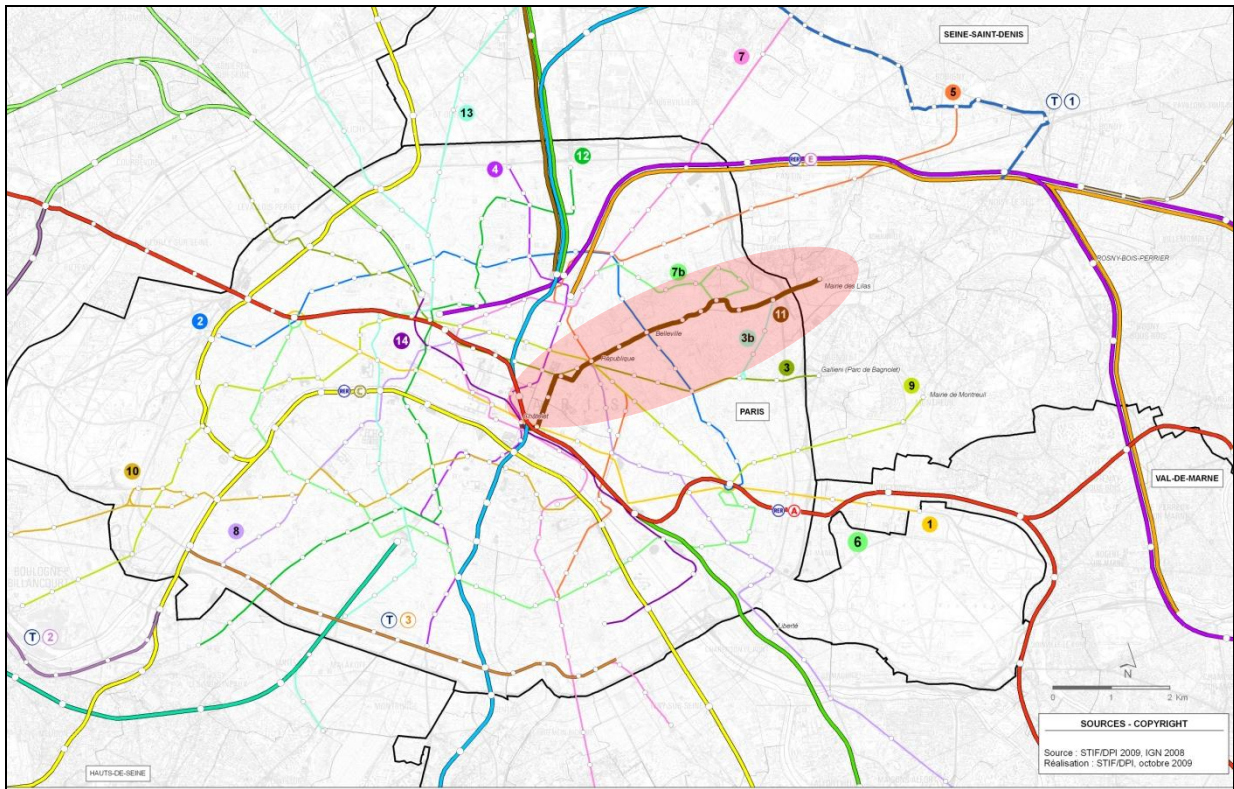 SEINE-SAINT-DENIS
7
5
T 1
13
12
4
RER E
ROSNY-BOIS-PERRIER
7b
Mairie des Lilas
11
2
Belleville
3b
14
République
3
Gallieni (Parc de Bagnolet)
9
RER C
Mairie de Montreuil
PARIS
Châtelet
10
VAL-DE-MARNE
8
RER A
1
6
T 3
T 2
Liberté
N
0 1 2 Km
SOURCES - COPYRIGHT
Source : STIF/DPI 2009, IGN 2008
Réalisation : STIF/DPI, octobre 2009
HAUTS-DE-SEINE